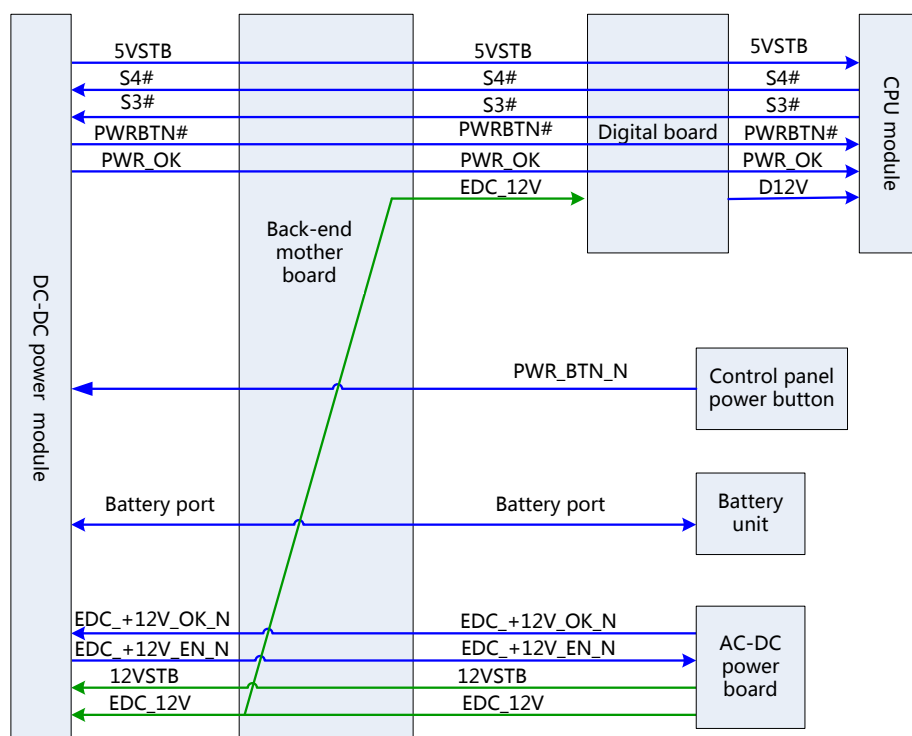 5VSTB
5VSTB
5VSTB
S4#
S4#
S4#
S3#
S3#
S3#
PWRBTN#
PWRBTN#
Digital board
PWRBTN#
PWR_OK
PWR_OK
PWR_OK
EDC_12V
D12V
CPU module
Back-end
mother
board
DC-DC power module
PWR_BTN_N
Control panel
power button
Battery port
Battery port
Battery
unit
EDC_+12V_OK_N
EDC_+12V_OK_N
EDC_+12V_EN_N
EDC_+12V_EN_N
AC-DC
power
board
12VSTB
12VSTB
EDC_12V
EDC_12V